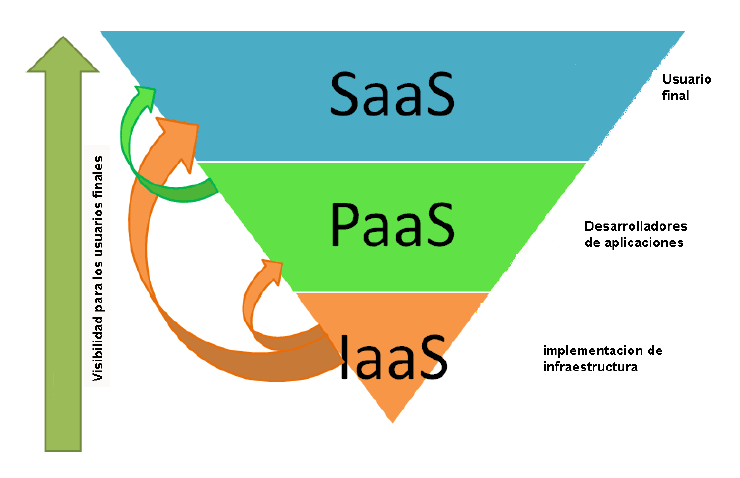 SaaS
Usuario
final
Visibilidad para los usuarios finales
PaaS
Desarrolladores
de aplicaciones
IaaS
implementacion de
infraestructura